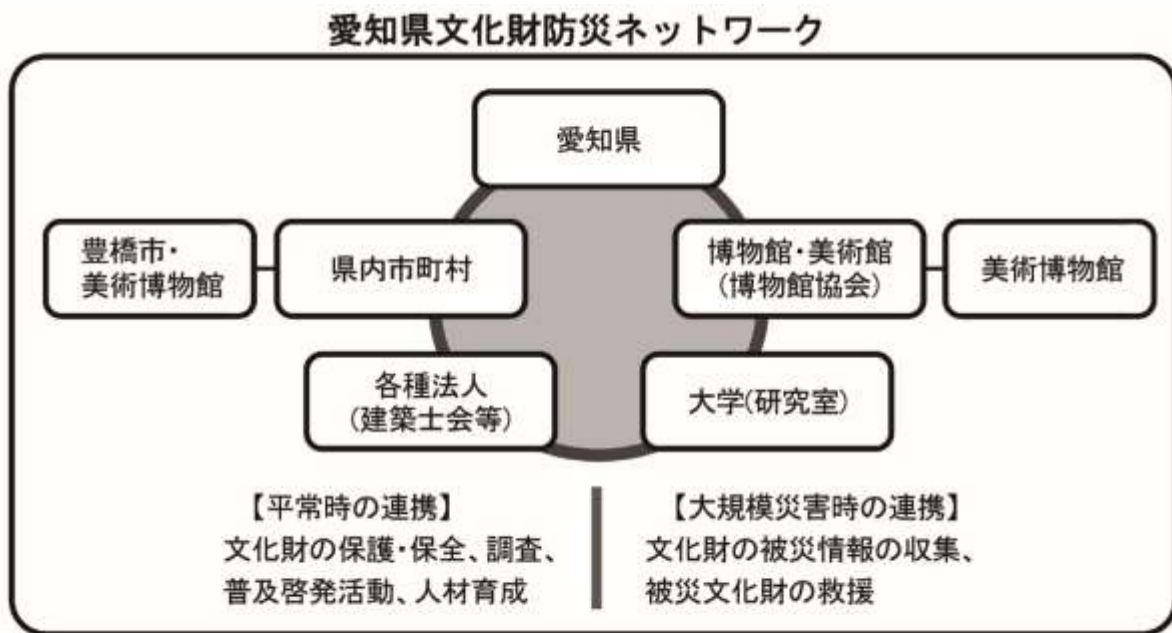 愛知県文化財防災ネットワーク
愛知県
豊橋市・
美術博物館
県内市町村
博物館・美術館
(博物館協会)
美術博物館
各種法人
(建築士会等)
大学(研究室)
【平常時の連携】
文化財の保護・保全、調査、
普及啓発活動、人材育成
【大規模災害時の連携】
文化財の被災情報の収集、
被災文化財の救援